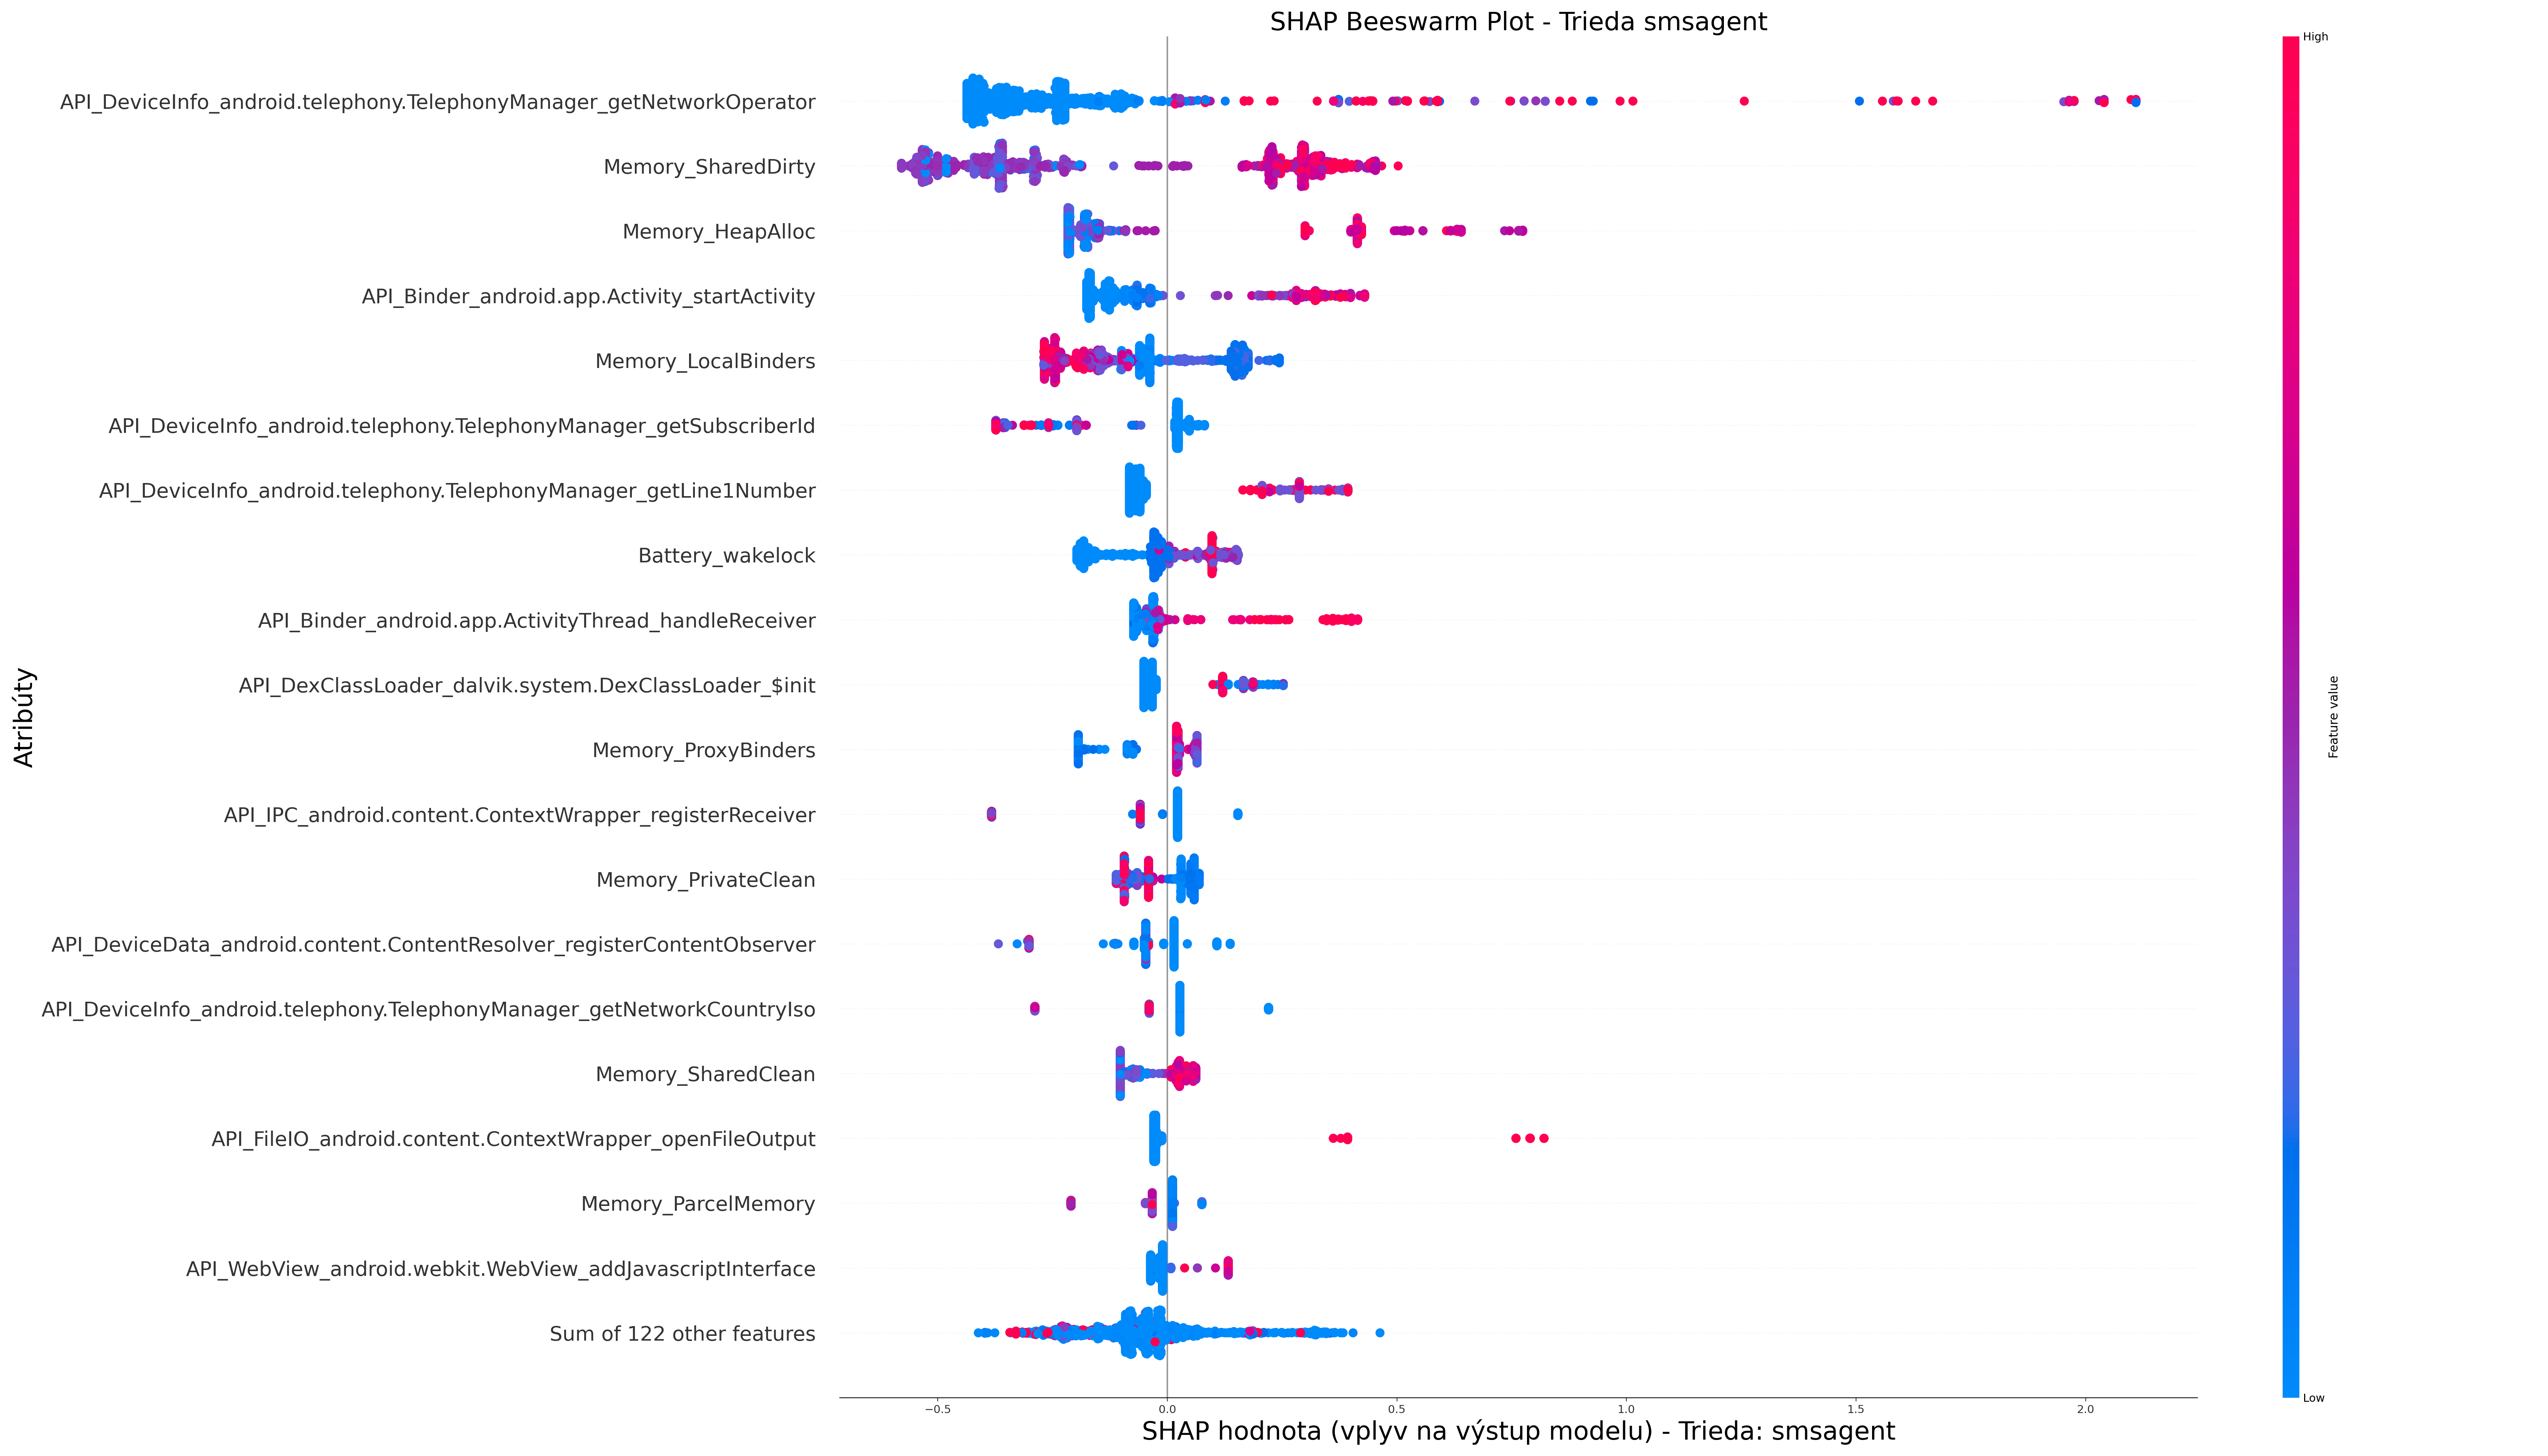 SHAP Beeswarm Plot - Trieda smsagent
High
API_DeviceInfo_android.telephony.TelephonyManager_getNetworkOperator
Memory_SharedDirty
Memory_HeapAlloc
API_Binder_android.app.Activity_startActivity
Memory_LocalBinders
API_DeviceInfo_android.telephony.TelephonyManager_getSubscriberId
API_DeviceInfo_android.telephony.TelephonyManager_getLine1Number
Battery_wakelock
API_Binder_android.app.ActivityThread_handleReceiver
API_DexClassLoader_dalvik.system.DexClassLoader_$init
Memory_ProxyBinders
API_IPC_android.content.ContextWrapper_registerReceiver
Memory_PrivateClean
API_DeviceData_android.content.ContentResolver_registerContentObserver
API_DeviceInfo_android.telephony.TelephonyManager_getNetworkCountryIso
Memory_SharedClean
API_FileIO_android.content.ContextWrapper_openFileOutput
Memory_ParcelMemory
API_WebView_android.webkit.WebView_addJavascriptInterface
Sum of 122 other features
Atribúty
Feature value
Low
−0.5 0.0 0.5 1.0 1.5 2.0
SHAP hodnota (vplyv na výstup modelu) - Trieda: smsagent